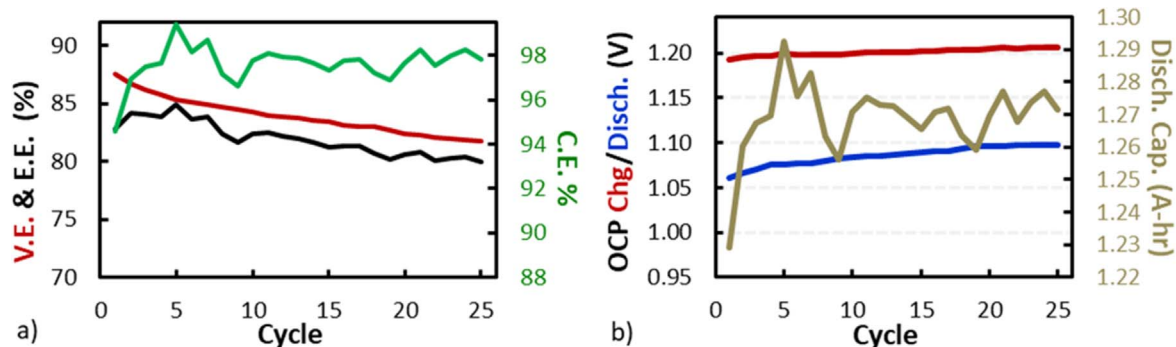 90
85
80
75
70
V.E. & E.E. (%)
98
96
94
92
90
88
C.E. %
0 5 10 15 20 25
Cycle
a)
1.20
1.15
1.10
1.05
1.00
0.95
OCP Chg/Disch. (V)
1.30
1.29
1.28
1.27
1.26
1.25
1.24
1.23
1.22
Disch. Cap. (A-hr)
0 5 10 15 20 25
Cycle
b)